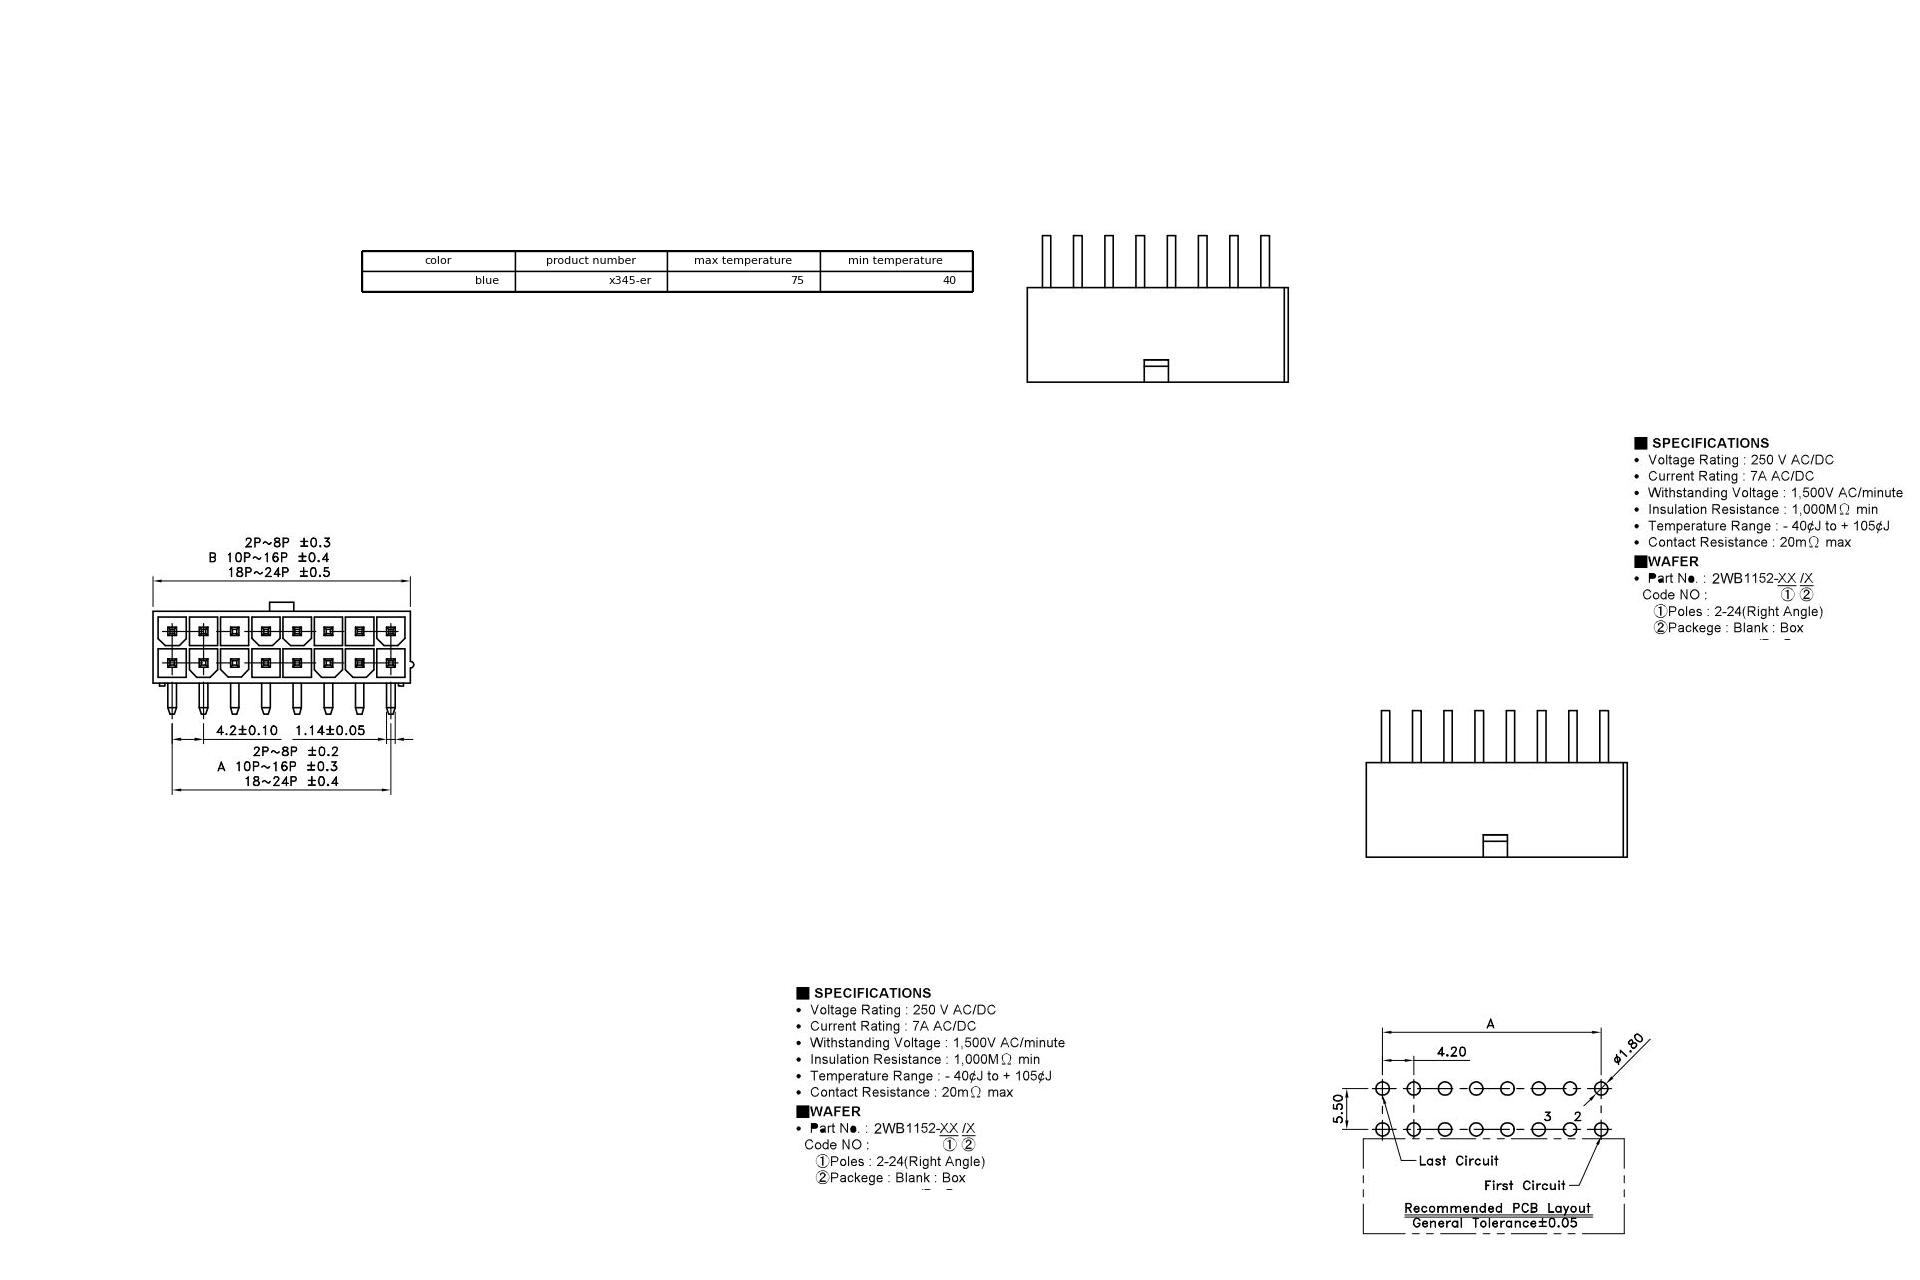 color product number max temperature min temperature
blue x345-er 75 40
■ SPECIFICATIONS
• Voltage Rating : 250 V AC/DC
• Current Rating : 7A AC/DC
• Withstanding Voltage : 1,500V AC/minute
• Insulation Resistance : 1,000MΩ min
• Temperature Range : - 40¢J to + 105¢J
• Contact Resistance : 20mΩ max
■WAFER
• Part No. : 2WB1152-XX /X
Code NO : ① ②
①Poles : 2-24(Right Angle)
②Packege : Blank : Box
2P~8P ±0.3
B 10P~16P ±0.4
18P~24P ±0.5
4.2±0.10 1.14±0.05
2P~8P ±0.2
A 10P~16P ±0.3
18~24P ±0.4
■ SPECIFICATIONS
• Voltage Rating : 250 V AC/DC
• Current Rating : 7A AC/DC
• Withstanding Voltage : 1,500V AC/minute
• Insulation Resistance : 1,000MΩ min
• Temperature Range : - 40¢J to + 105¢J
• Contact Resistance : 20mΩ max
■WAFER
• Part No. : 2WB1152-XX /X
Code NO : ① ②
①Poles : 2-24(Right Angle)
②Packege : Blank : Box
A
4.20
ø1.80
5.50
3 2
Last Circuit
First Circuit
Recommended PCB Layout
General Tolerance±0.05